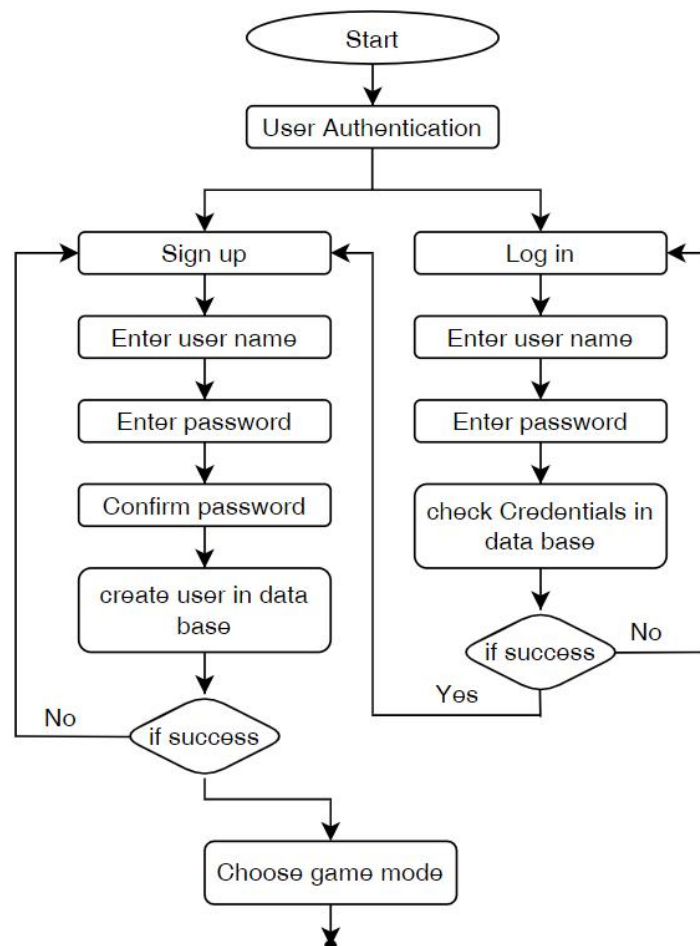 Start
User Authentication
Sign up
Log in
Enter user name
Enter user name
Enter password
Enter password
Confirm password
check Credentials in
data base
create user in data
base
if success
No
Yes
No
if success
Choose game mode